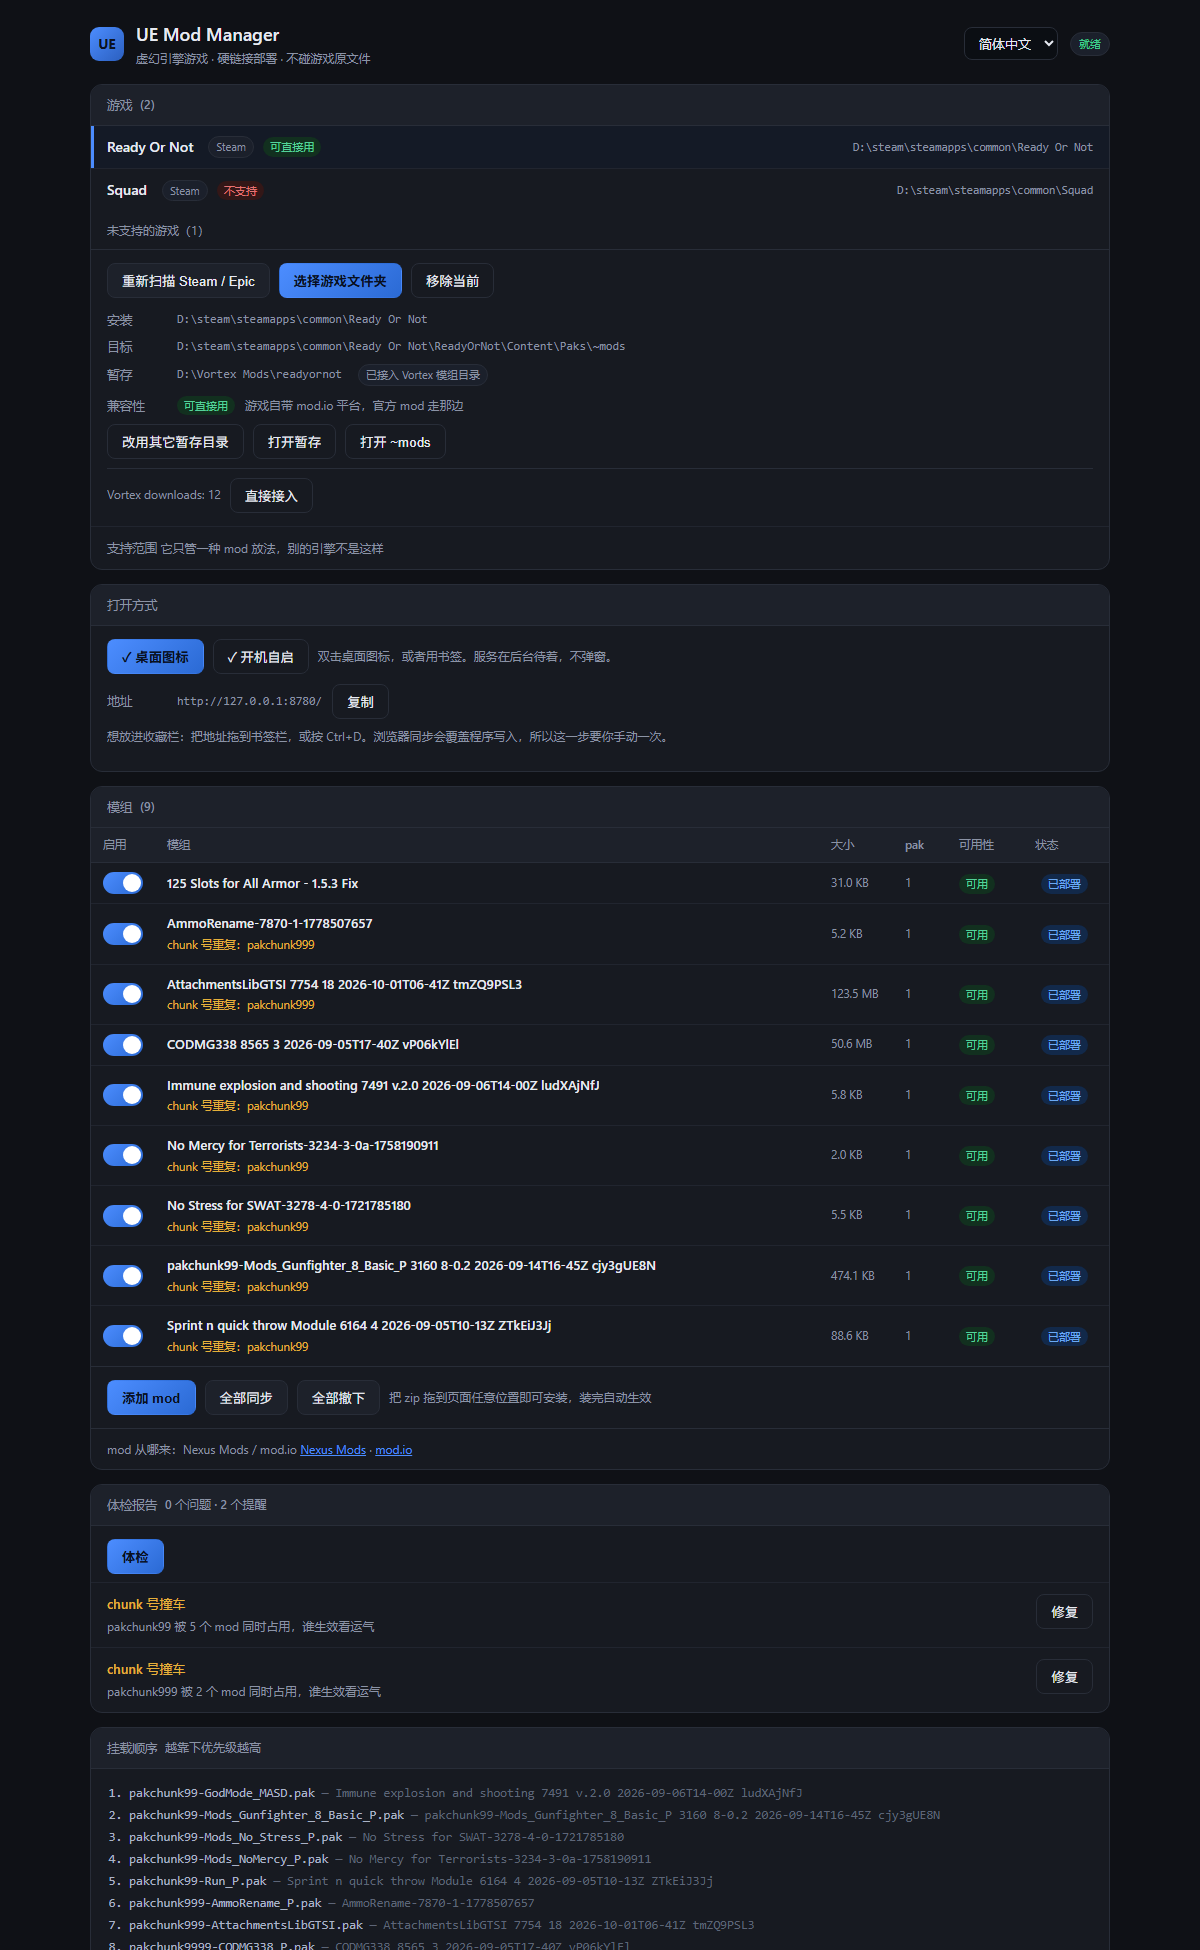 UE
UE Mod Manager
虚幻引擎游戏 · 硬链接部署 · 不碰游戏原文件
简体中文
就绪
游戏 (2)
Ready Or Not Steam 可直接用 D:\steam\steamapps\common\Ready Or Not
Squad Steam 不支持 D:\steam\steamapps\common\Squad
未支持的游戏 (1)
重新扫描 Steam / Epic 选择游戏文件夹 移除当前
安装 D:\steam\steamapps\common\Ready Or Not
目标 D:\steam\steamapps\common\Ready Or Not\ReadyOrNot\Content\Paks\~mods
暂存 D:\Vortex Mods\readyornot 已接入 Vortex 模组目录
兼容性 可直接用 游戏自带 mod.io 平台，官方 mod 走那边
改用其它暂存目录 打开暂存 打开 ~mods
Vortex downloads: 12 直接接入
支持范围 它只管一种 mod 放法，别的引擎不是这样
打开方式
✓ 桌面图标 ✓ 开机自启 双击桌面图标，或者用书签。服务在后台待着，不弹窗。
地址 http://127.0.0.1:8780/ 复制
想放进收藏栏：把地址拖到书签栏，或按 Ctrl+D。浏览器同步会覆盖程序写入，所以这一步要你手动一次。
模组 (9)
启用 模组 大小 pak 可用性 状态
125 Slots for All Armor - 1.5.3 Fix 31.0 KB 1 可用 已部署
AmmoRename-7870-1-1778507657 5.2 KB 1 可用 已部署
chunk 号重复：pakchunk999
AttachmentsLibGTSI 7754 18 2026-10-01T06-41Z tmZQ9PSL3 123.5 MB 1 可用 已部署
chunk 号重复：pakchunk999
CODMG338 8565 3 2026-09-05T17-40Z vP06kYlEl 50.6 MB 1 可用 已部署
Immune explosion and shooting 7491 v.2.0 2026-09-06T14-00Z ludXAjNfJ 5.8 KB 1 可用 已部署
chunk 号重复：pakchunk99
No Mercy for Terrorists-3234-3-0a-1758190911 2.0 KB 1 可用 已部署
chunk 号重复：pakchunk99
No Stress for SWAT-3278-4-0-1721785180 5.5 KB 1 可用 已部署
chunk 号重复：pakchunk99
pakchunk99-Mods_Gunfighter_8_Basic_P 3160 8-0.2 2026-09-14T16-45Z cjy3gUE8N 474.1 KB 1 可用 已部署
chunk 号重复：pakchunk99
Sprint n quick throw Module 6164 4 2026-09-05T10-13Z ZTkEiJ3Jj 88.6 KB 1 可用 已部署
chunk 号重复：pakchunk99
添加 mod 全部同步 全部撤下 把 zip 拖到页面任意位置即可安装，装完自动生效
mod 从哪来：Nexus Mods / mod.io Nexus Mods · mod.io
体检报告 0 个问题 · 2 个提醒
体检
chunk 号撞车
pakchunk99 被 5 个 mod 同时占用，谁生效看运气
修复
chunk 号撞车
pakchunk999 被 2 个 mod 同时占用，谁生效看运气
修复
挂载顺序 越靠下优先级越高
1. pakchunk99-GodMode_MASD.pak — Immune explosion and shooting 7491 v.2.0 2026-09-06T14-00Z ludXAjNfJ
2. pakchunk99-Mods_Gunfighter_8_Basic_P.pak — pakchunk99-Mods_Gunfighter_8_Basic_P 3160 8-0.2 2026-09-14T16-45Z cjy3gUE8N
3. pakchunk99-Mods_No_Stress_P.pak — No Stress for SWAT-3278-4-0-1721785180
4. pakchunk99-Mods_NoMercy_P.pak — No Mercy for Terrorists-3234-3-0a-1758190911
5. pakchunk99-Run_P.pak — Sprint n quick throw Module 6164 4 2026-09-05T10-13Z ZTkEiJ3Jj
6. pakchunk999-AmmoRename_P.pak — AmmoRename-7870-1-1778507657
7. pakchunk999-AttachmentsLibGTSI.pak — AttachmentsLibGTSI 7754 18 2026-10-01T06-41Z tmZQ9PSL3
8. pakchunk9999-CODMG338_P.pak — CODMG338 8565 3 2026-09-05T17-40Z vP06kYlEl